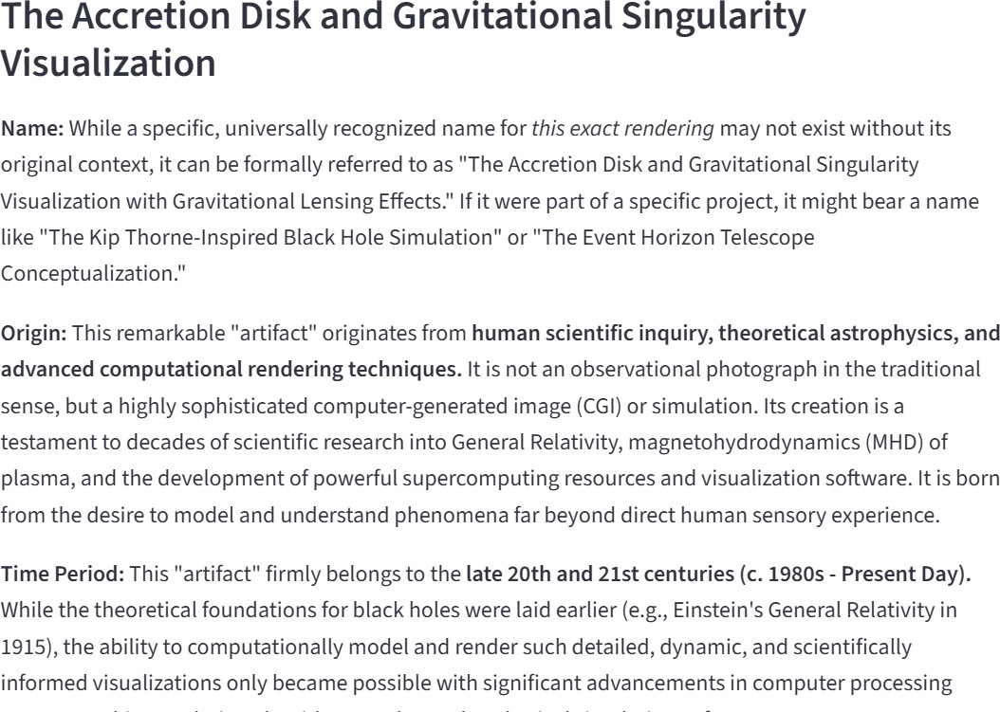 The Accretion Disk and Gravitational Singularity
Visualization
Name: While a specific, universally recognized name for this exact rendering may not exist without its
original context, it can be formally referred to as "The Accretion Disk and Gravitational Singularity
Visualization with Gravitational Lensing Effects." If it were part of a specific project, it might bear a name
like "The Kip Thorne-Inspired Black Hole Simulation" or "The Event Horizon Telescope
Conceptualization."
Origin: This remarkable "artifact" originates from human scientific inquiry, theoretical astrophysics, and
advanced computational rendering techniques. It is not an observational photograph in the traditional
sense, but a highly sophisticated computer-generated image (CGI) or simulation. Its creation is a
testament to decades of scientific research into General Relativity, magnetohydrodynamics (MHD) of
plasma, and the development of powerful supercomputing resources and visualization software. It is born
from the desire to model and understand phenomena far beyond direct human sensory experience.
Time Period: This "artifact" firmly belongs to the late 20th and 21st centuries (c. 1980s - Present Day).
While the theoretical foundations for black holes were laid earlier (e.g., Einstein's General Relativity in
1915), the ability to computationally model and render such detailed, dynamic, and scientifically
informed visualizations only became possible with significant advancements in computer processing